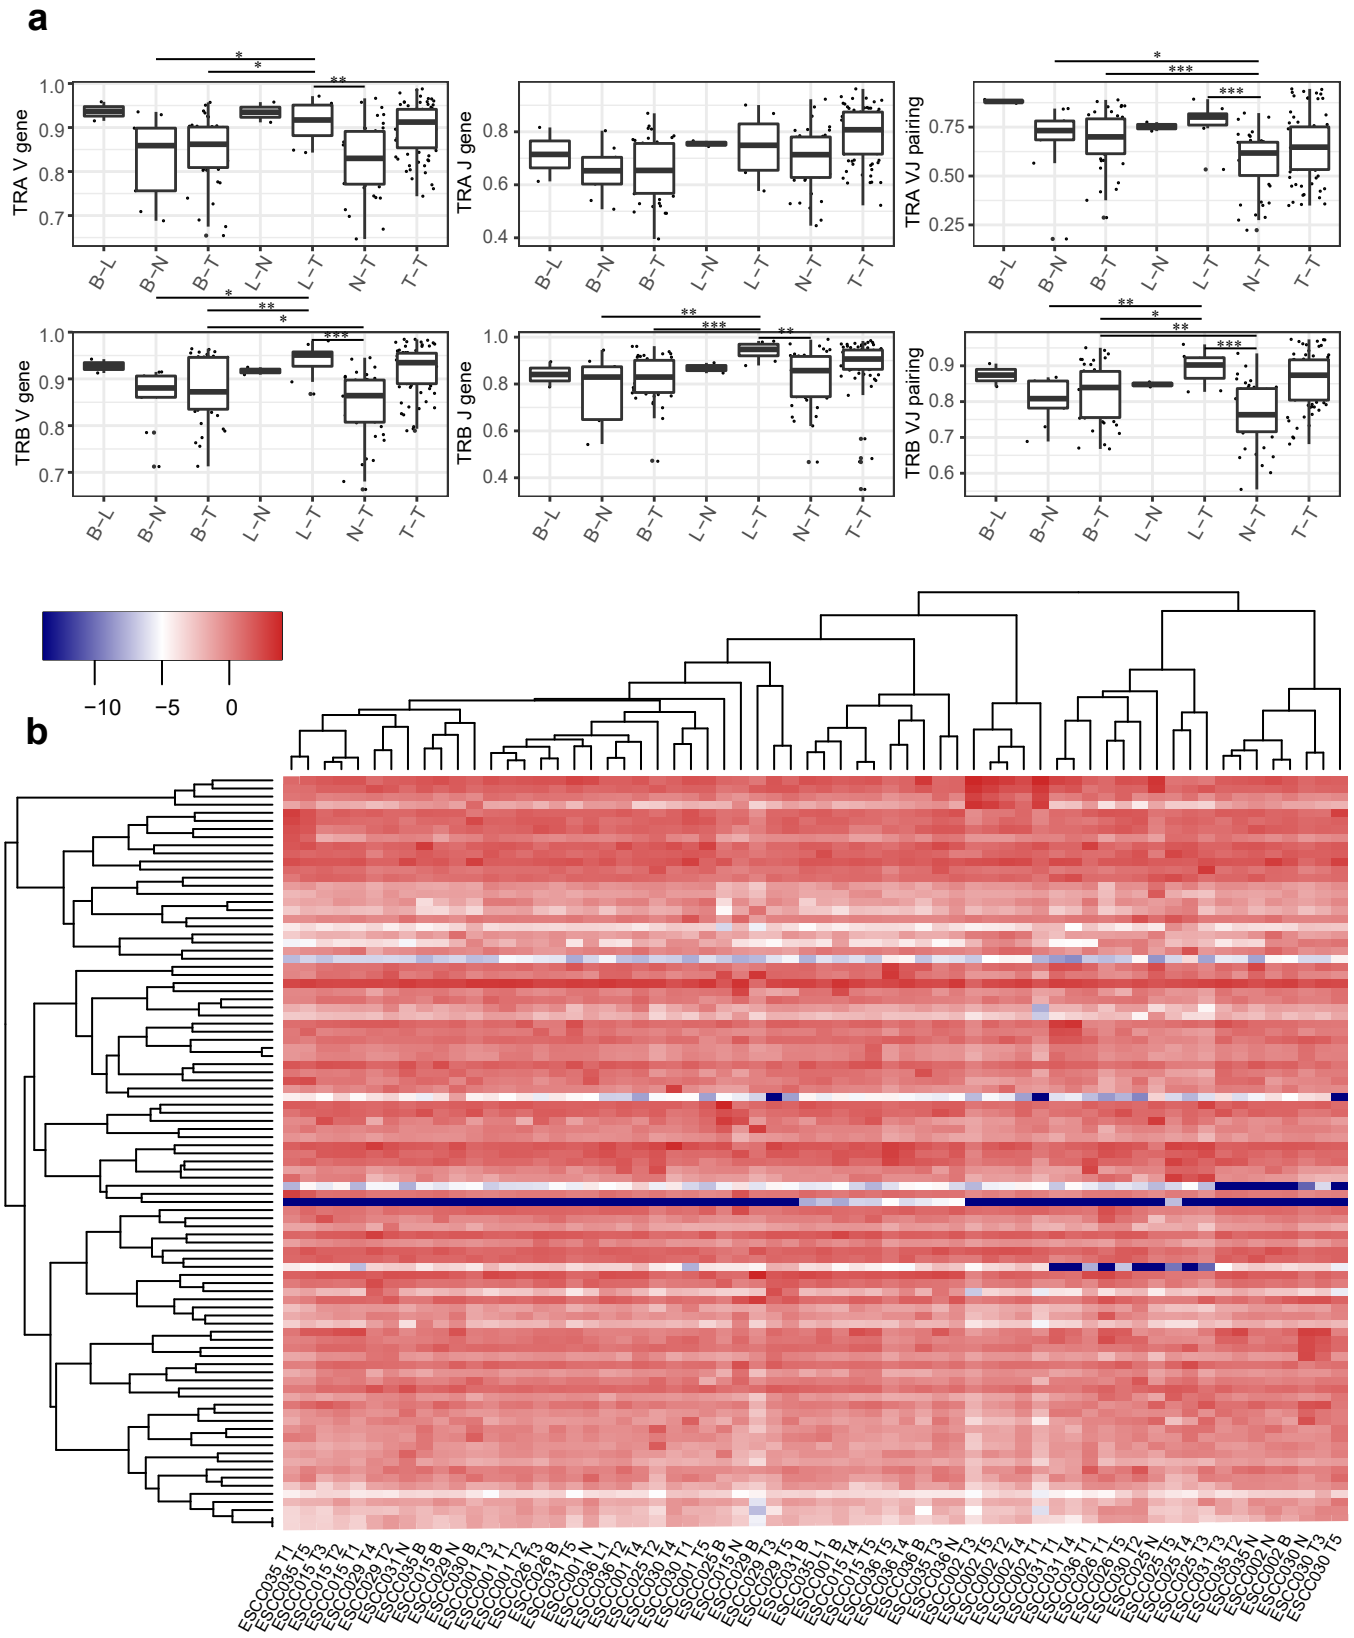 a
*
*
**
1.0
0.9
0.8
0.7
TRA V gene
B−L
B−N
B−T
L−N
L−T
N−T
T−T
0.8
0.6
0.4
TRA J gene
B−L
B−N
B−T
L−N
L−T
N−T
T−T
*
***
***
0.75
0.50
0.25
TRA VJ pairing
B−L
B−N
B−T
L−N
L−T
N−T
T−T
*
**
*
***
1.0
0.9
0.8
0.7
TRB V gene
B−L
B−N
B−T
L−N
L−T
N−T
T−T
**
***
**
1.0
0.8
0.6
0.4
TRB J gene
B−L
B−N
B−T
L−N
L−T
N−T
T−T
**
*
**
***
0.9
0.8
0.7
0.6
TRB VJ pairing
B−L
B−N
B−T
L−N
L−T
N−T
T−T
−10
−5
0
b
ESCC035 T1
ESCC035 T5
ESCC015 T3
ESCC015 T2
ESCC015 T1
ESCC029 T4
ESCC029 T2
ESCC031 N
ESCC035 B
ESCC015 B
ESCC029 N
ESCC030 B
ESCC001 T3
ESCC001 T1
ESCC001 T2
ESCC026 T3
ESCC026 B
ESCC031 T5
ESCC001 N
ESCC036 L1
ESCC036 T2
ESCC001 T4
ESCC025 T2
ESCC030 T4
ESCC030 T1
ESCC001 T5
ESCC025 B
ESCC015 N
ESCC029 B
ESCC029 T3
ESCC029 T5
ESCC031 B
ESCC035 L1
ESCC001 B
ESCC015 T4
ESCC015 T5
ESCC036 T5
ESCC036 T4
ESCC036 B
ESCC035 T3
ESCC036 N
ESCC002 T3
ESCC002 T5
ESCC002 T2
ESCC002 T4
ESCC002 T1
ESCC031 T1
ESCC031 T4
ESCC036 T1
ESCC026 T1
ESCC026 T5
ESCC030 T2
ESCC025 N
ESCC025 T5
ESCC025 T4
ESCC025 T3
ESCC031 T3
ESCC035 T2
ESCC035 N
ESCC002 N
ESCC002 B
ESCC030 N
ESCC030 T3
ESCC030 T5